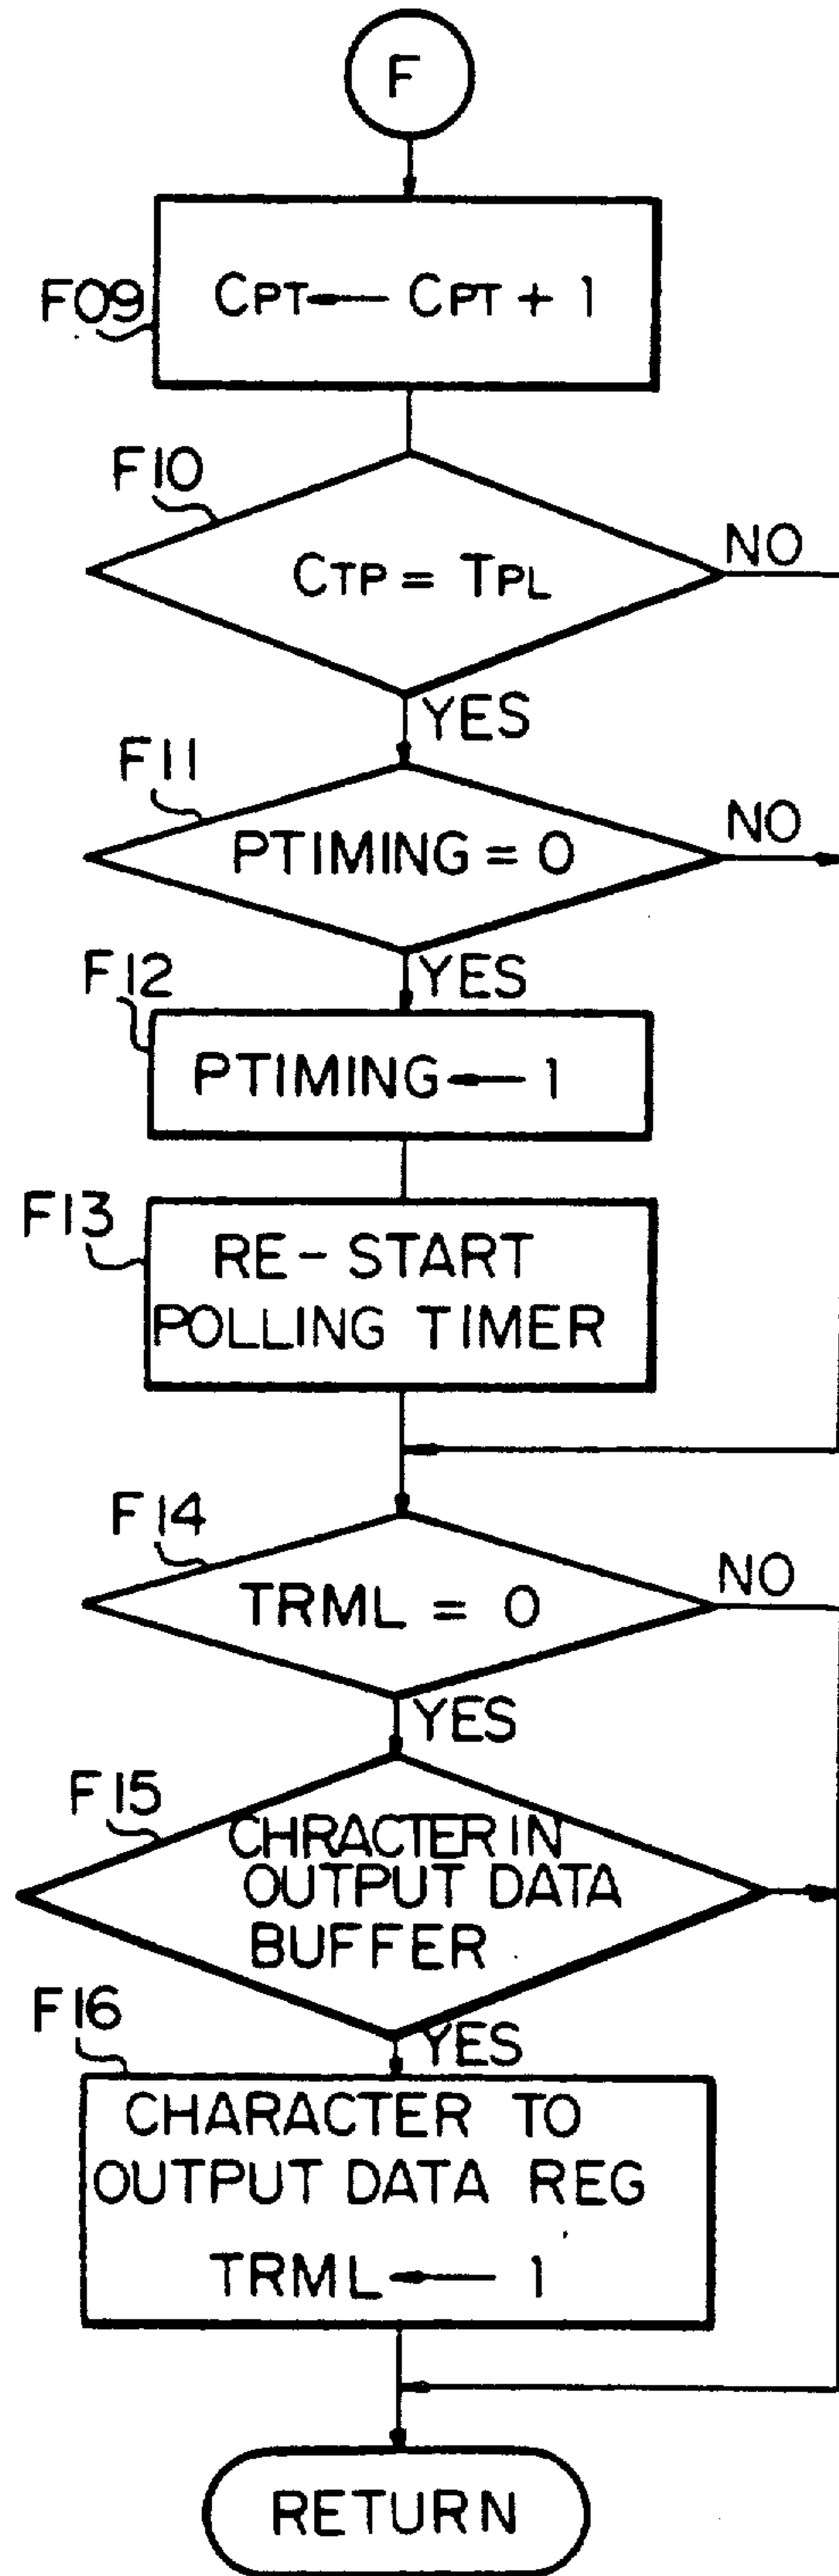 F
F09
CPT ← CPT + 1
F10
CTP = TPL
NO
YES
F11
PTIMING = 0
NO
YES
F12
PTIMING ← 1
F13
RE-START
POLLING TIMER
F14
TRML = 0
NO
YES
F15
CHRACTER IN
OUTPUT DATA
BUFFER
YES
F16
CHARACTER TO
OUTPUT DATA REG
TRML ← 1
RETURN